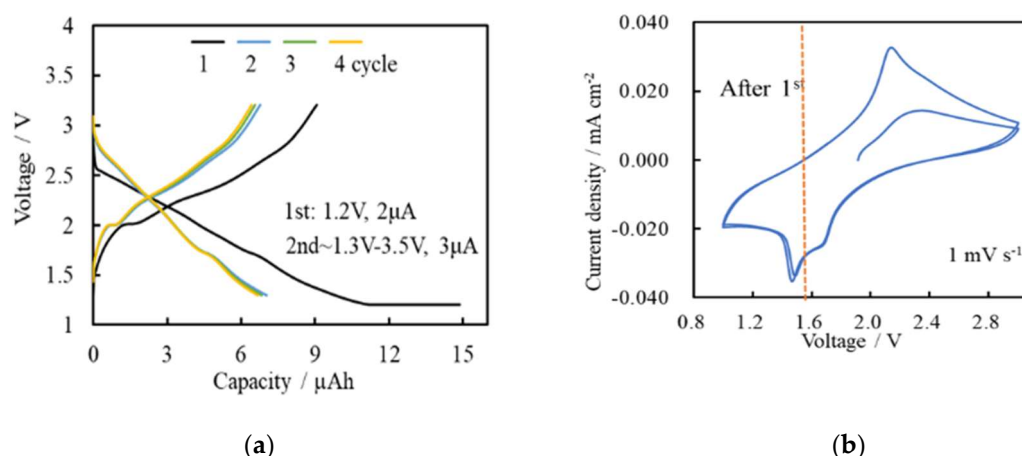 4
3.5
3
2.5
2
1.5
1
Voltage / V
1 2 3 4 cycle
1st: 1.2V, 2μA
2nd~1.3V-3.5V, 3μA
0 3 6 9 12 15
Capacity / μAh
(a)
0.040
0.020
0.000
-0.020
-0.040
Current density / mA cm⁻²
After 1ˢᵗ
1 mV s⁻¹
0.8 1.2 1.6 2.0 2.4 2.8
Voltage / V
(b)